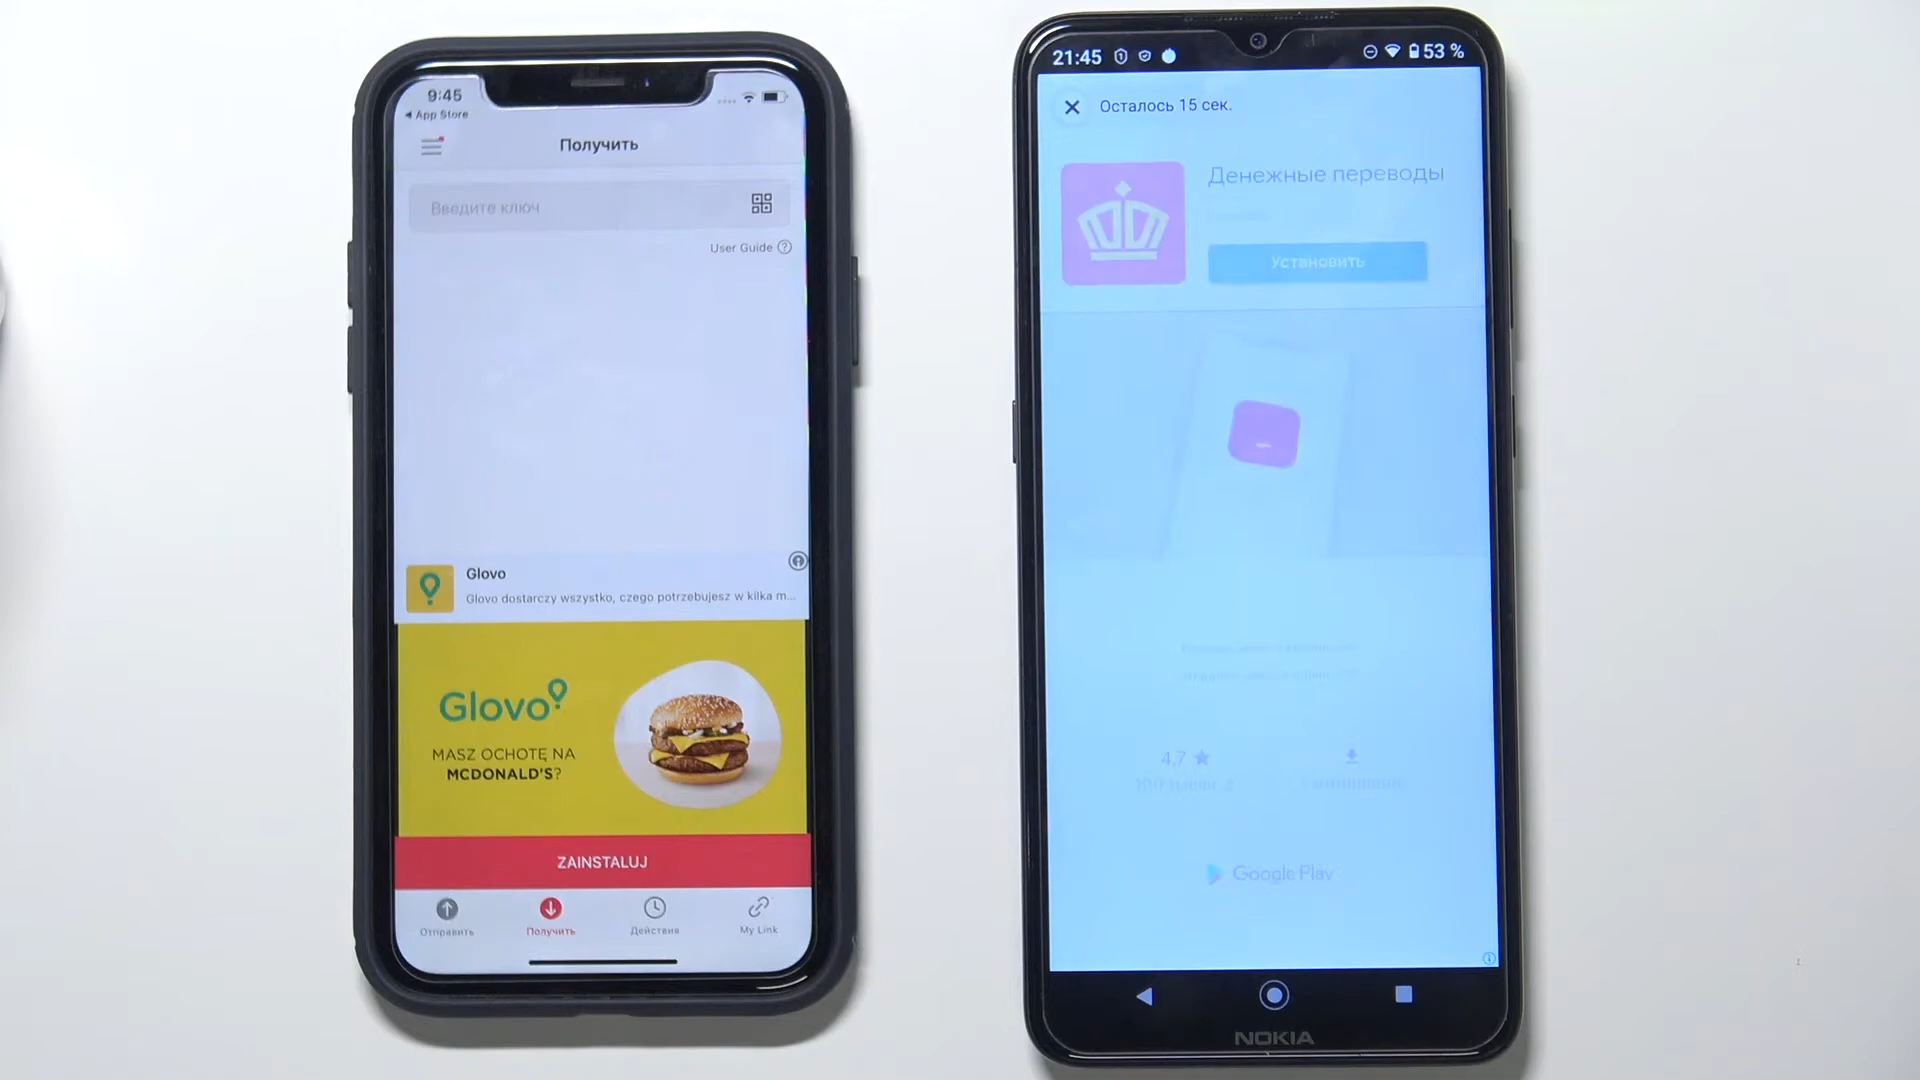 9:45
App Store
Получить
Введите ключ
User Guide
Glovo
Glovo dostarczy wszystko, czego potrzebujesz w kilka m...
Glovo
MASZ OCHOTĘ NA
MCDONALD'S?
ZAINSTALUJ
Отправить
Получить
Действия
My Link
21:45
53 %
Осталось 15 сек.
Денежные переводы
Установить
4,7
Google Play
NOKIA